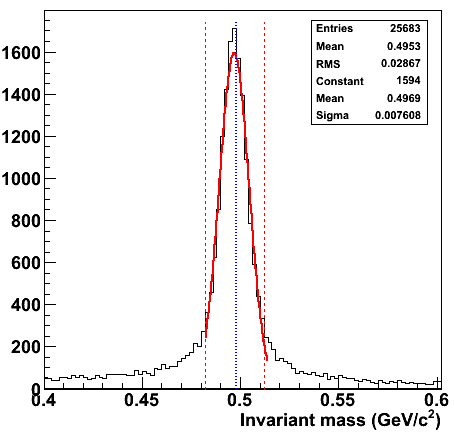 Entries 25683
Mean 0.4953
RMS 0.02867
Constant 1594
Mean 0.4969
Sigma 0.007608
1600
1400
1200
1000
800
600
400
200
0
0.4 0.45 0.5 0.55 0.6
Invariant mass (GeV/c²)